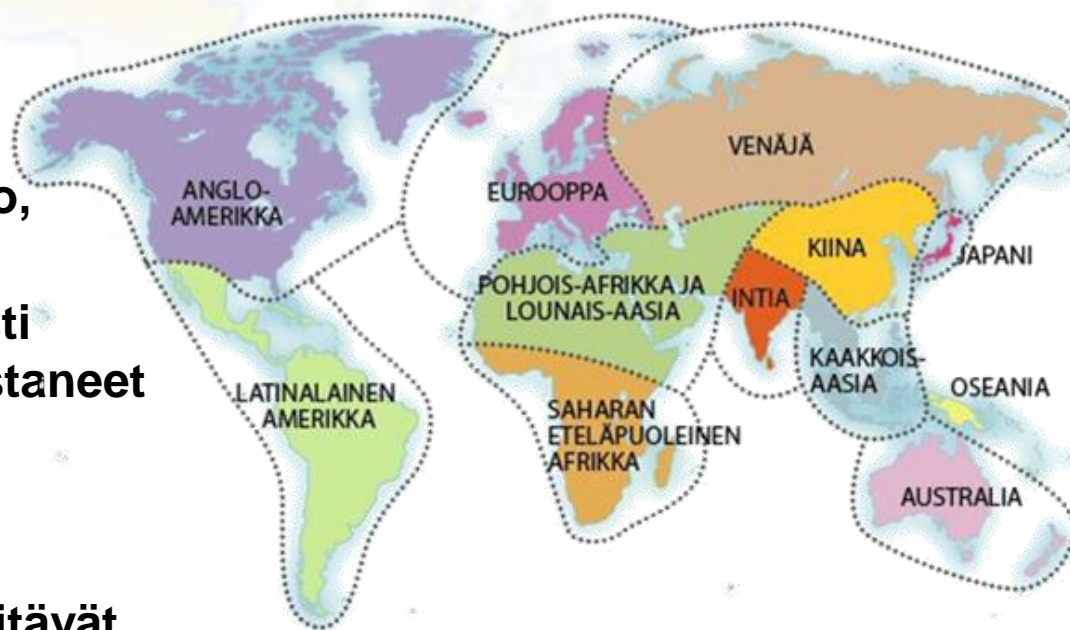 o,
ti
staneet
itävät
ANGLO-
AMERIKKA
LATINALAINEN
AMERIKKA
EUROOPPA
VENÄJÄ
POHJOIS-AFRIKKA JA
LOUNAIS-AASIA
SAHARAN
ETELÄPUOLEINEN
AFRIKKA
INTIA
KIINA
JAPANI
KAAKKOIS-
AASIA
OSEANIA
AUSTRALIA